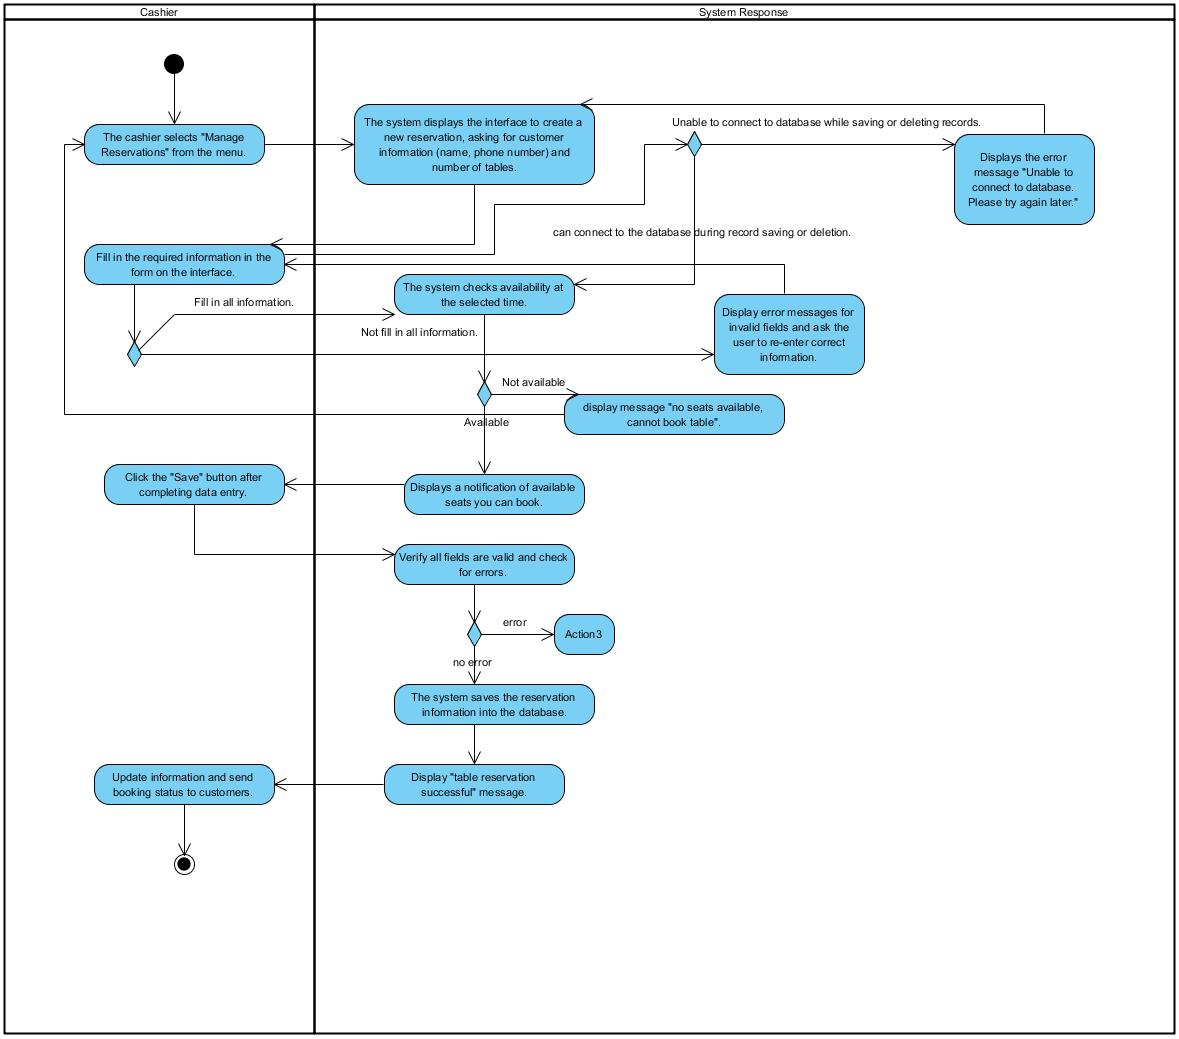 Cashier
System Response
The cashier selects "Manage
Reservations" from the menu.
The system displays the interface to create a
new reservation, asking for customer
information (name, phone number) and
number of tables.
Unable to connect to database while saving or deleting records.
Displays the error
message "Unable to
connect to database.
Please try again later."
can connect to the database during record saving or deletion.
Fill in the required information in the
form on the interface.
The system checks availability at
the selected time.
Fill in all information.
Not fill in all information.
Display error messages for
invalid fields and ask the
user to re-enter correct
information.
Not available
display message "no seats available,
cannot book table".
Available
Click the "Save" button after
completing data entry.
Displays a notification of available
seats you can book.
Verify all fields are valid and check
for errors.
error
Action3
no error
The system saves the reservation
information into the database.
Update information and send
booking status to customers.
Display "table reservation
successful" message.